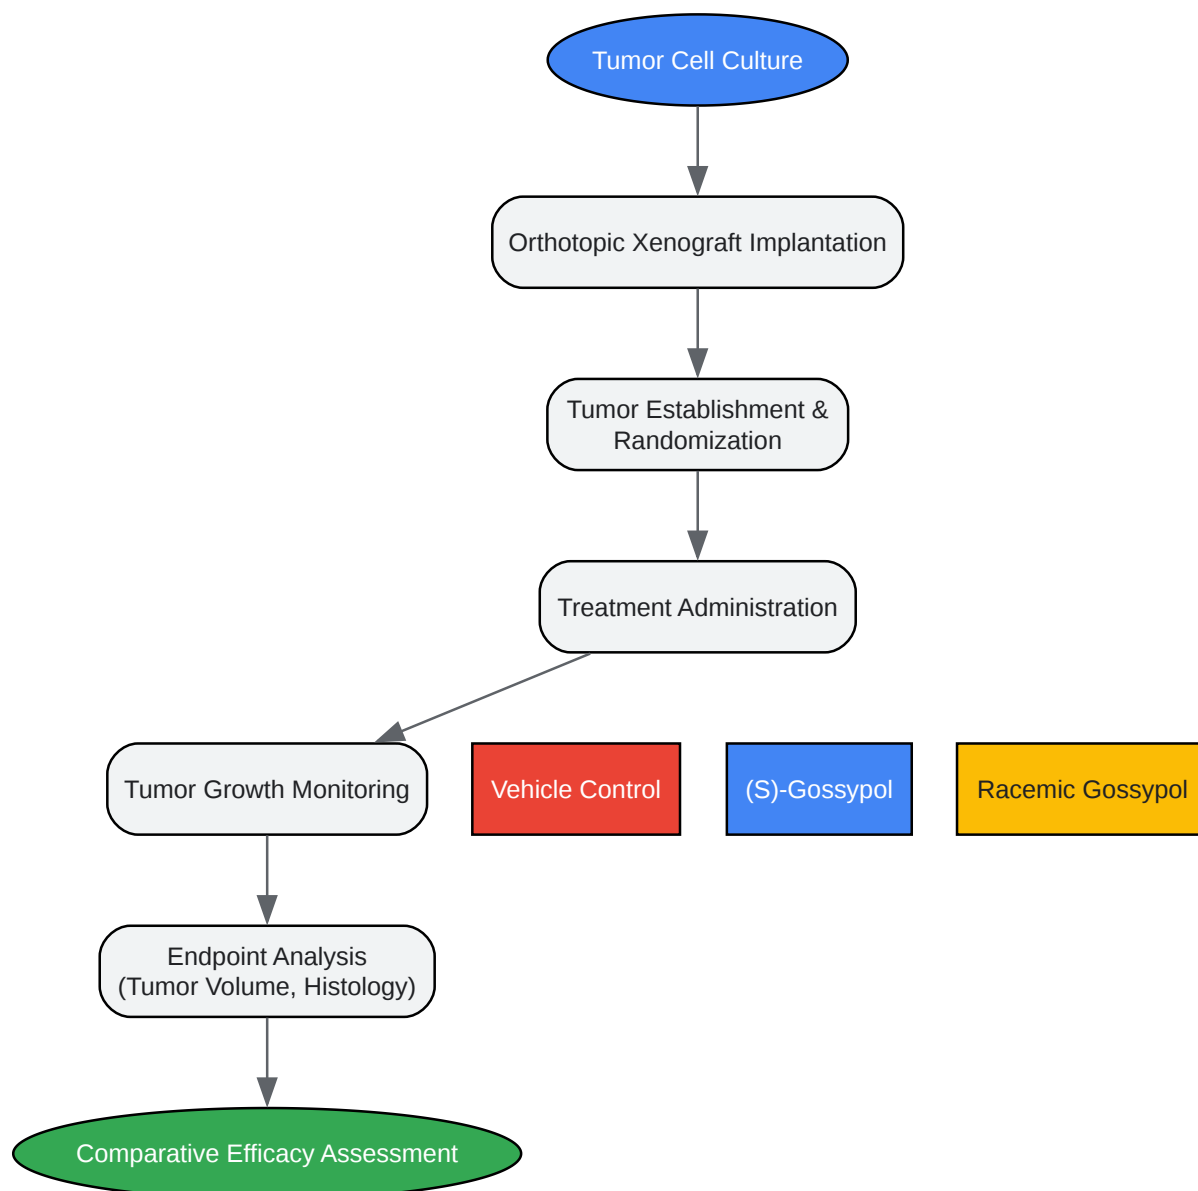 Tumor Cell Culture
Orthotopic Xenograft Implantation
Tumor Establishment &
Randomization
Treatment Administration
Tumor Growth Monitoring
Vehicle Control
(S)-Gossypol
Racemic Gossypol
Endpoint Analysis
(Tumor Volume, Histology)
Comparative Efficacy Assessment